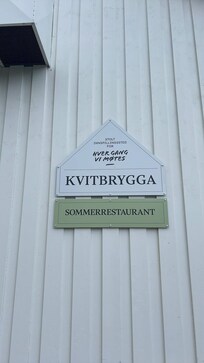 HVER GANG
VI MØTES
KVITBRYGGA
SOMMERRESTAURANT